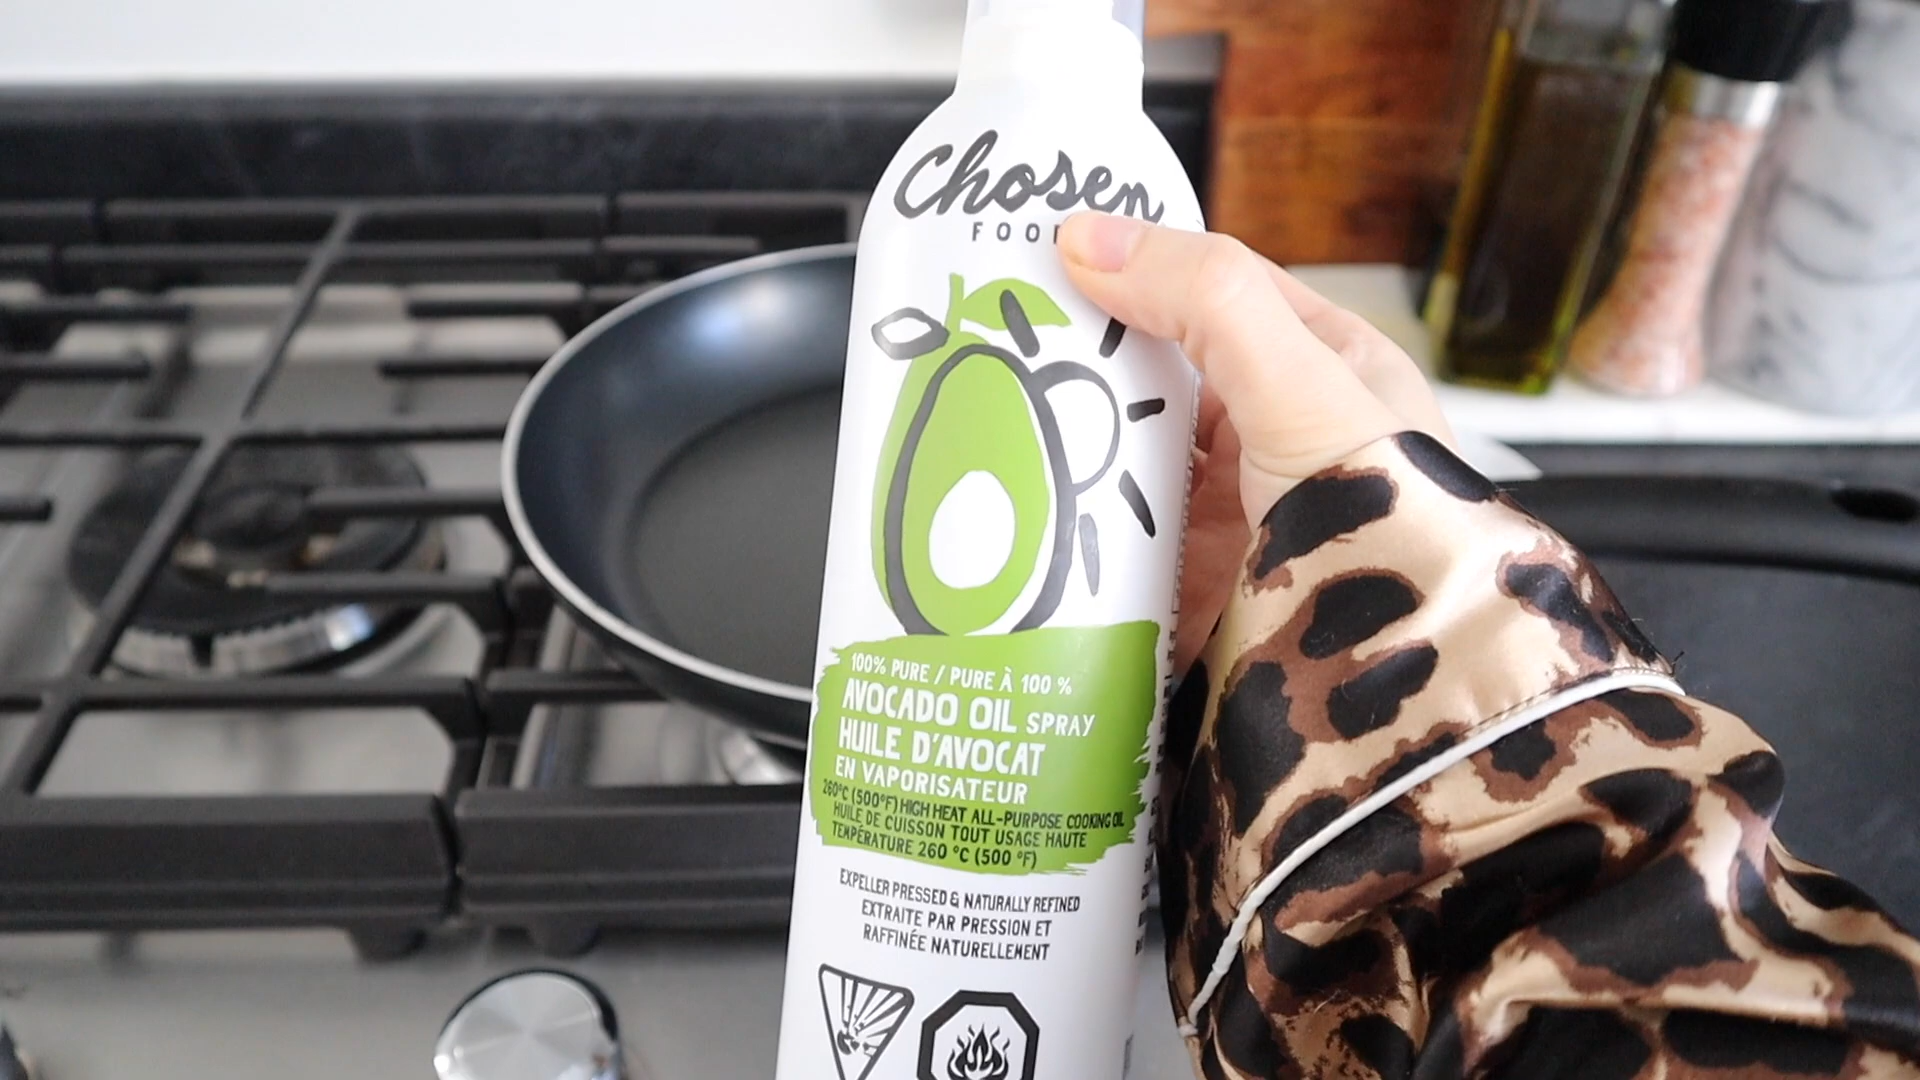 Chosen
100% PURE / PURE À 100 %
AVOCADO OIL SPRAY
HUILE D'AVOCAT
EN VAPORISATEUR
260°C (500°F) HIGH HEAT ALL-PURPOSE COOKING OIL
HUILE DE CUISSON TOUT USAGE HAUTE
TEMPÉRATURE 260 °C (500 °F)
EXPELLER PRESSED & NATURALLY REFINED
EXTRAITE PAR PRESSION ET
RAFFINÉE NATURELLEMENT